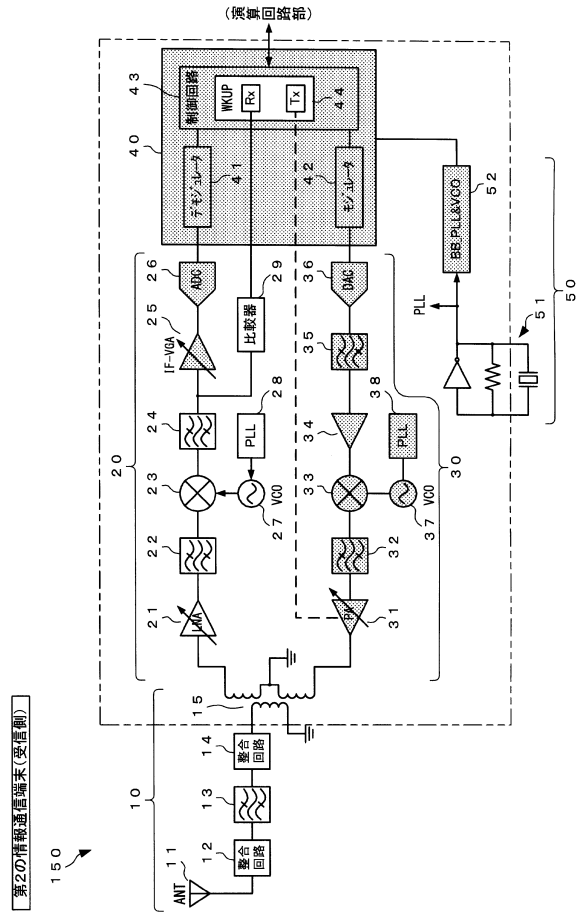 第2の情報通信端末(受信側)
150
10
ANT
11
12
整合
回路
13
14
整合
回路
15
20
21
LNA
22
23
24
25
IF-VGA
26
ADC
27
VCO
28
PLL
29
比較器
30
31
PA
32
33
34
35
36
DAC
37
38
PLL
40
41
デモジュレータ
42
モジュレータ
43
制御回路
WKUP
Rx
Tx
44
(演算回路部)
50
51
PLL
BB_PLL&VCO
52